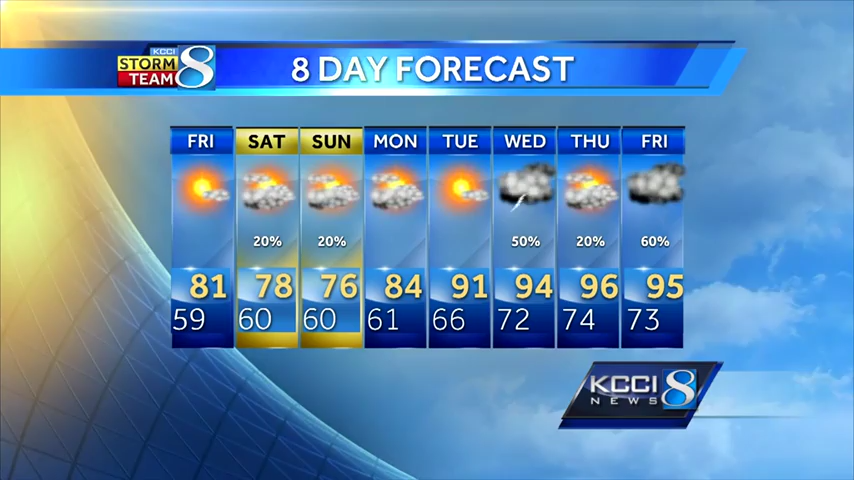 KCCI
STORM
TEAM 8
8 DAY FORECAST
FRI SAT SUN MON TUE WED THU FRI
20% 20% 50% 20% 60%
81 78 76 84 91 94 96 95
59 60 60 61 66 72 74 73
KCCI 8
NEWS